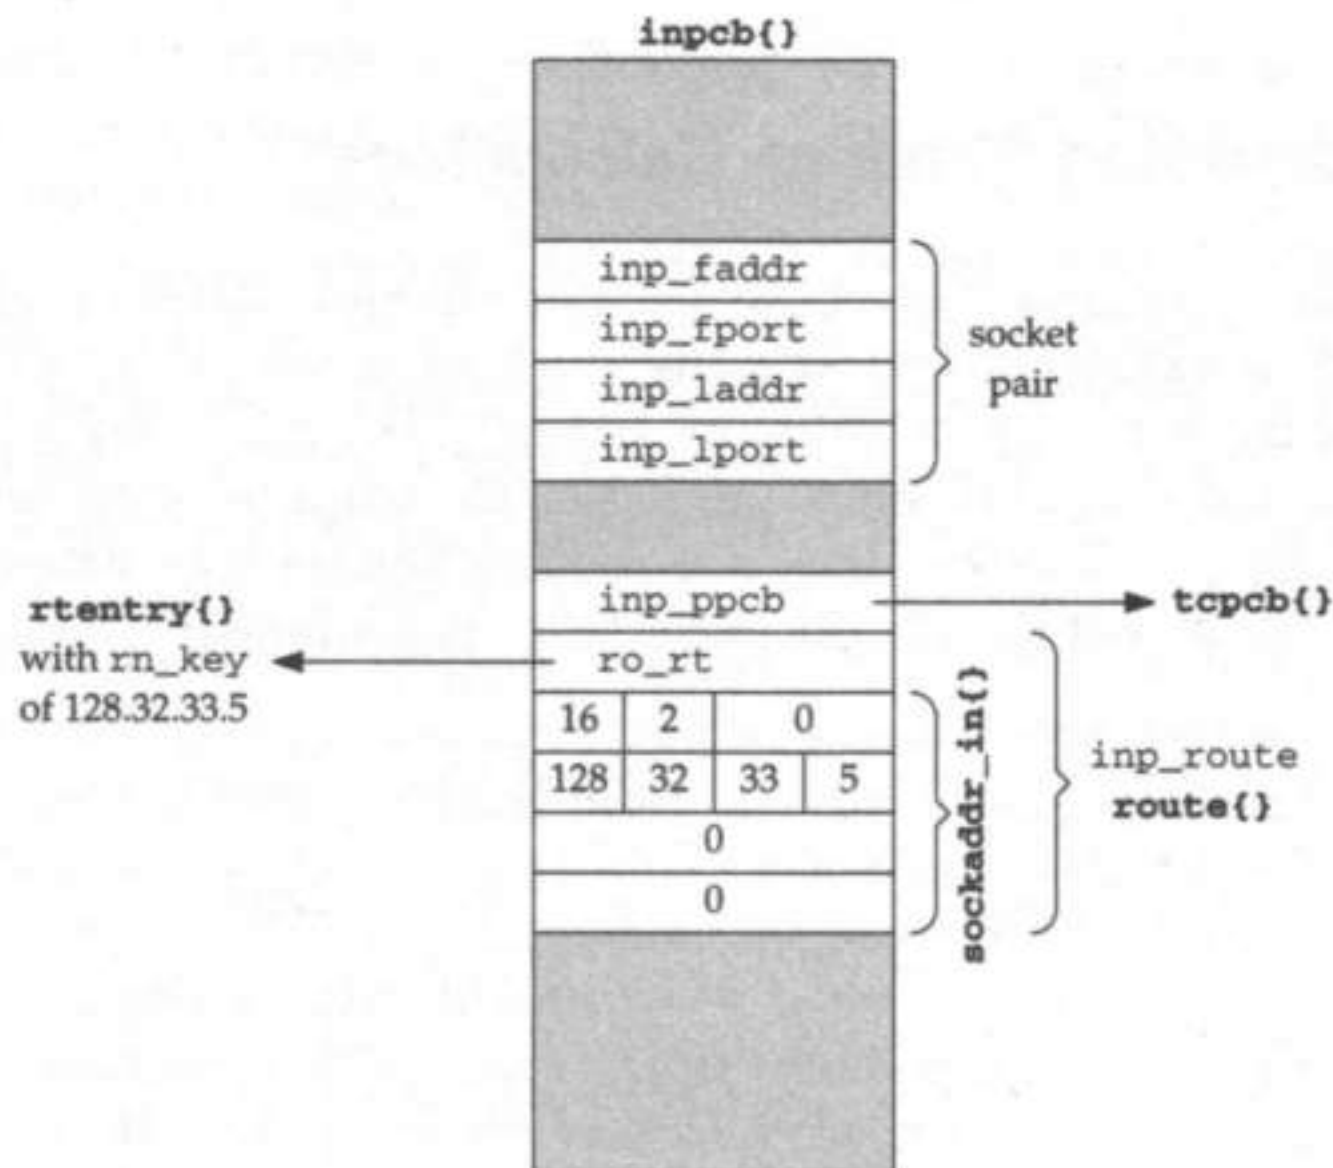 inpcb{}
inp_faddr
inp_fport
inp_laddr
inp_lport
socket
pair
inp_ppcb
tcpcb{}
rtentry{}
with rn_key
of 128.32.33.5
ro_rt
16 2 0
128 32 33 5
0
0
sockaddr_in{}
inp_route
route{}